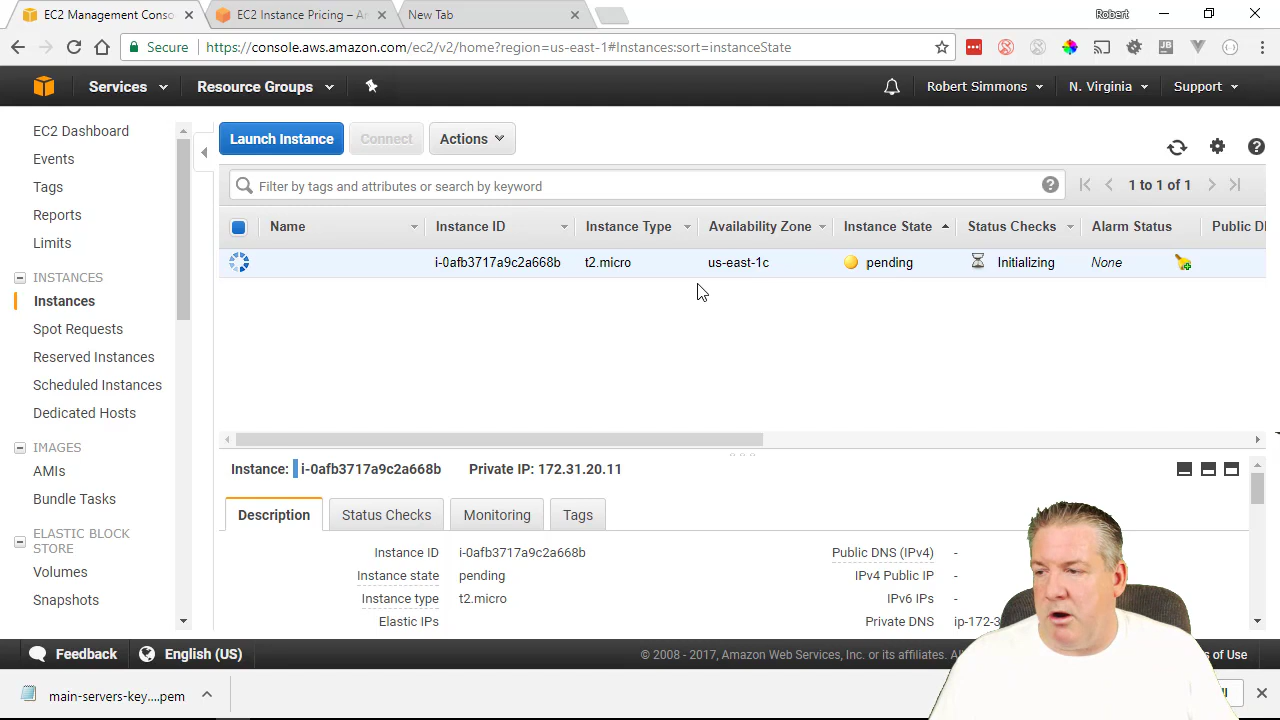 EC2 Management Conso
EC2 Instance Pricing – A
New Tab
Robert
Secure
https://console.aws.amazon.com/ec2/v2/home?region=us-east-1#Instances:sort=instanceState
JB
Services
Resource Groups
Robert Simmons
N. Virginia
Support
EC2 Dashboard
Events
Tags
Reports
Limits
INSTANCES
Instances
Spot Requests
Reserved Instances
Scheduled Instances
Dedicated Hosts
IMAGES
AMIs
Bundle Tasks
ELASTIC BLOCK
STORE
Volumes
Snapshots
Launch Instance
Connect
Actions
Filter by tags and attributes or search by keyword
1 to 1 of 1
Name
Instance ID
Instance Type
Availability Zone
Instance State
Status Checks
Alarm Status
Public D
i-0afb3717a9c2a668b
t2.micro
us-east-1c
pending
Initializing
None
Instance: i-0afb3717a9c2a668b Private IP: 172.31.20.11
Description
Status Checks
Monitoring
Tags
Instance ID i-0afb3717a9c2a668b
Instance state pending
Instance type t2.micro
Elastic IPs
Public DNS (IPv4) -
IPv4 Public IP -
IPv6 IPs -
Private DNS ip-172-3
Feedback
English (US)
© 2008 - 2017, Amazon Web Services, Inc. or its affiliates.
of Use
main-servers-key....pem